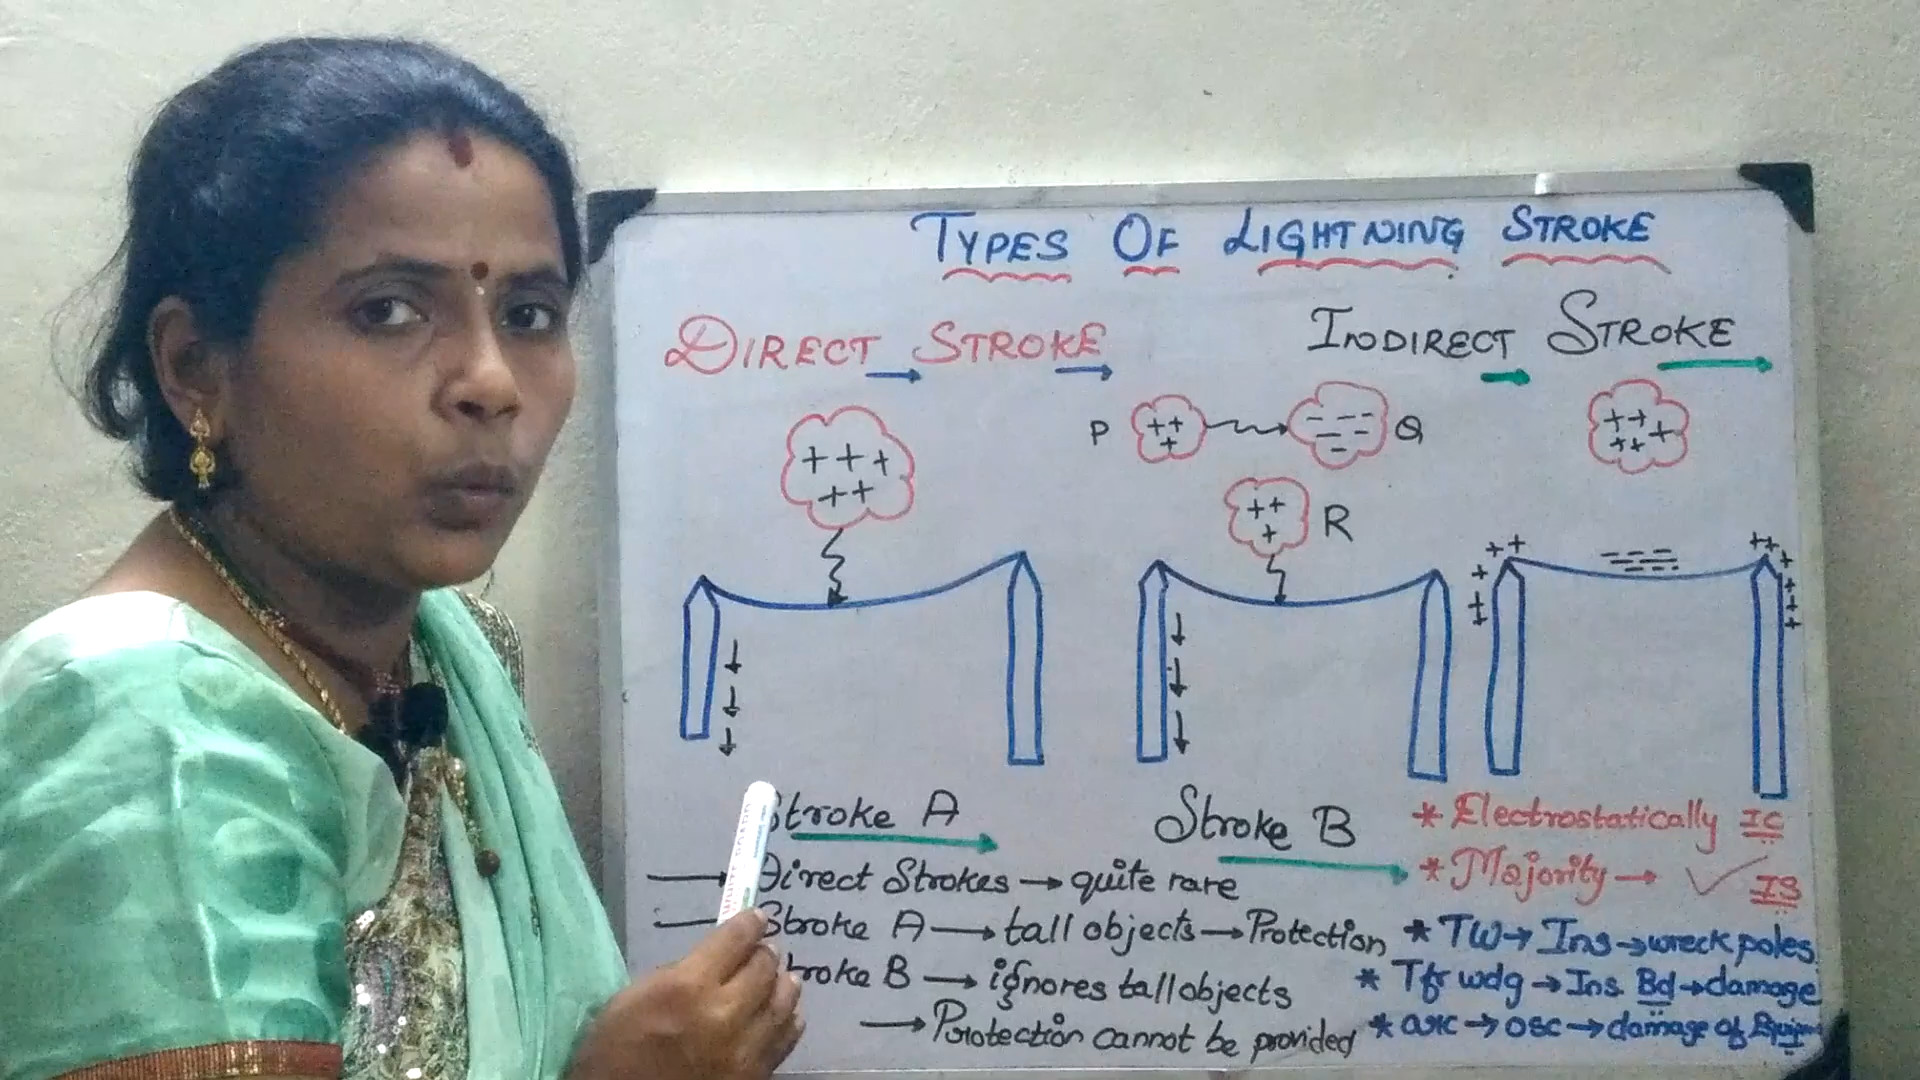 TYPES OF LIGHTNING STROKE
DIRECT STROKE
INDIRECT STROKE
P
++
+
-- --
--
-
Q
+++
++
++
+++
++
+
R
++
+
+
---
---
++
+
+
+
+
Stroke A
Stroke B
Direct Strokes → quite rare
Stroke A → tall objects → Protection
Stroke B → ignores tall objects
→ Protection cannot be provided
* Electrostatically IC
* Majority → ✓ IS
* TW → Ins → wreck poles
* Tfr wdg → Ins. Bd → damage
* arc → osc → damage of Equip